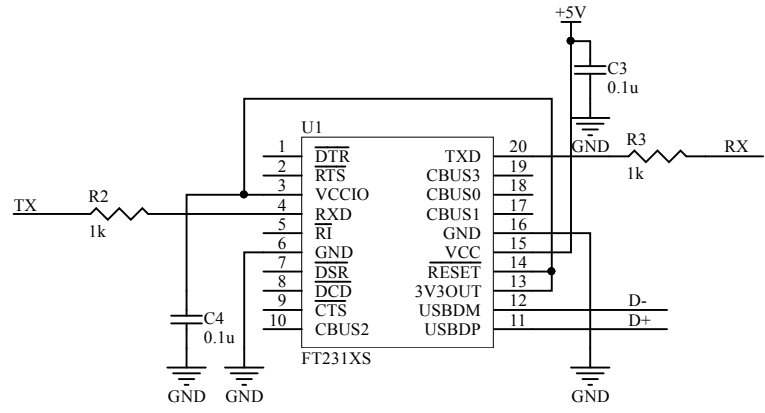 +5V
C3
0.1u
GND
U1
1 DTR TXD 20
2 RTS CBUS3 19
3 VCCIO CBUS0 18
4 RXD CBUS1 17
5 RI GND 16
6 GND VCC 15
7 DSR RESET 14
8 DCD 3V3OUT 13
9 CTS USBDM 12
10 CBUS2 USBDP 11
FT231XS
R3
1k
RX
TX
R2
1k
D-
D+
C4
0.1u
GND
GND
GND